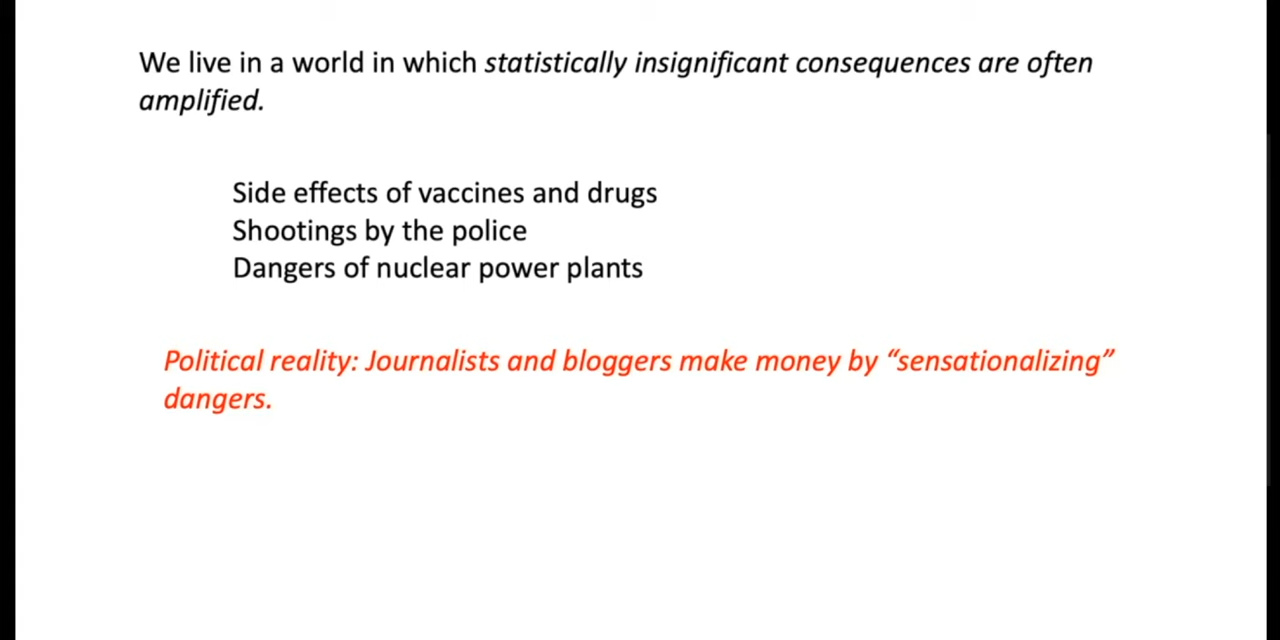 We live in a world in which statistically insignificant consequences are often
amplified.
Side effects of vaccines and drugs
Shootings by the police
Dangers of nuclear power plants
Political reality: Journalists and bloggers make money by “sensationalizing”
dangers.